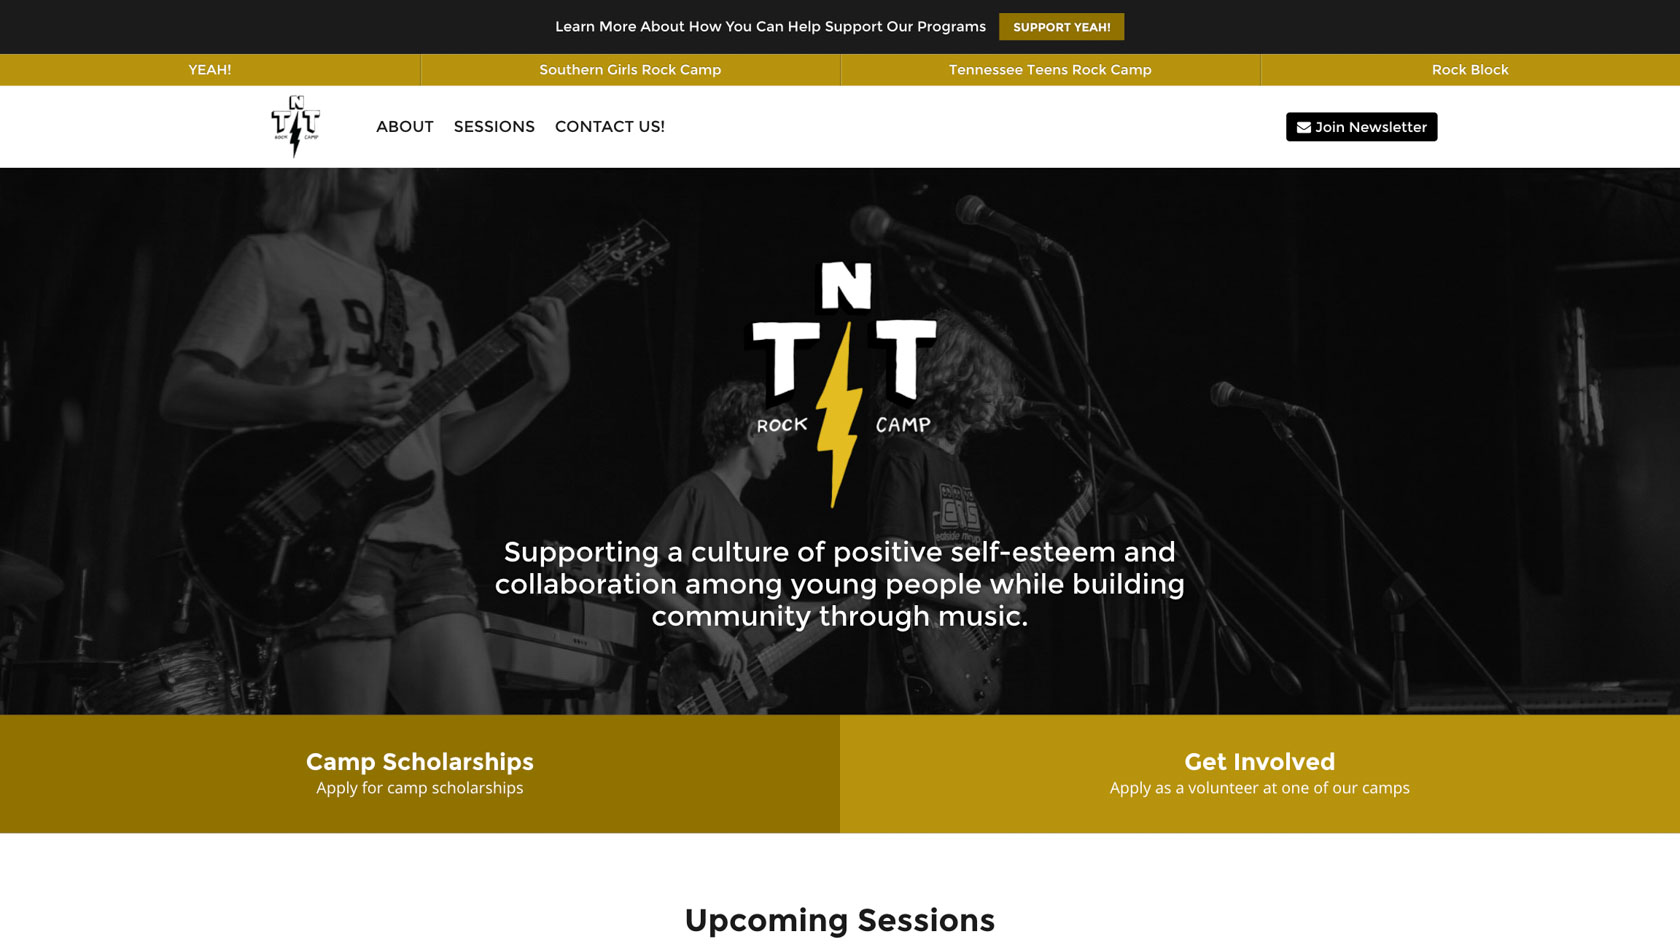 Learn More About How You Can Help Support Our Programs SUPPORT YEAH!
YEAH! Southern Girls Rock Camp Tennessee Teens Rock Camp Rock Block
TNT ROCK CAMP ABOUT SESSIONS CONTACT US! Join Newsletter
1921
N
T T
ROCK CAMP
Supporting a culture of positive self-esteem and
collaboration among young people while building
community through music.
Camp Scholarships
Apply for camp scholarships
Get Involved
Apply as a volunteer at one of our camps
Upcoming Sessions